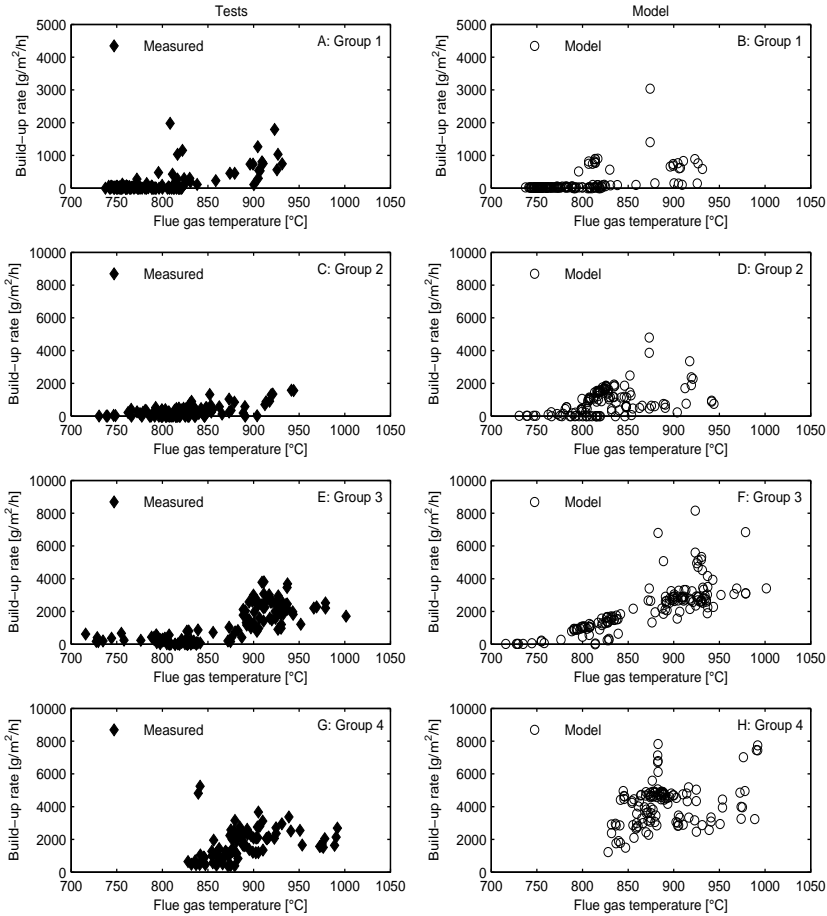 Tests
Model
Measured
A: Group 1
Build−up rate [g/m²/h]
5000
4000
3000
2000
1000
0
700 750 800 850 900 950 1000 1050
Flue gas temperature [°C]
Model
B: Group 1
Build−up rate [g/m²/h]
5000
4000
3000
2000
1000
0
700 750 800 850 900 950 1000 1050
Flue gas temperature [°C]
Measured
C: Group 2
Build−up rate [g/m²/h]
10000
8000
6000
4000
2000
0
700 750 800 850 900 950 1000 1050
Flue gas temperature [°C]
Model
D: Group 2
Build−up rate [g/m²/h]
10000
8000
6000
4000
2000
0
700 750 800 850 900 950 1000 1050
Flue gas temperature [°C]
Measured
E: Group 3
Build−up rate [g/m²/h]
10000
8000
6000
4000
2000
0
700 750 800 850 900 950 1000 1050
Flue gas temperature [°C]
Model
F: Group 3
Build−up rate [g/m²/h]
10000
8000
6000
4000
2000
0
700 750 800 850 900 950 1000 1050
Flue gas temperature [°C]
Measured
G: Group 4
Build−up rate [g/m²/h]
10000
8000
6000
4000
2000
0
700 750 800 850 900 950 1000 1050
Flue gas temperature [°C]
Model
H: Group 4
Build−up rate [g/m²/h]
10000
8000
6000
4000
2000
0
700 750 800 850 900 950 1000 1050
Flue gas temperature [°C]